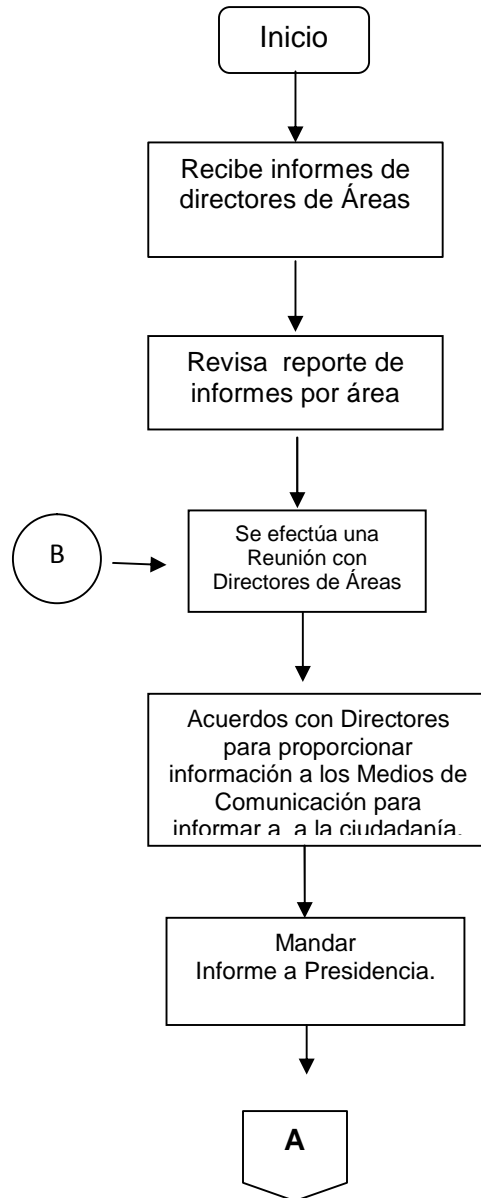 Inicio
Recibe informes de
directores de Áreas
Revisa reporte de
informes por área
B
Se efectúa una
Reunión con
Directores de Áreas
Acuerdos con Directores
para proporcionar
información a los Medios de
Comunicación para
informar a a la ciudadanía.
Mandar
Informe a Presidencia.
A